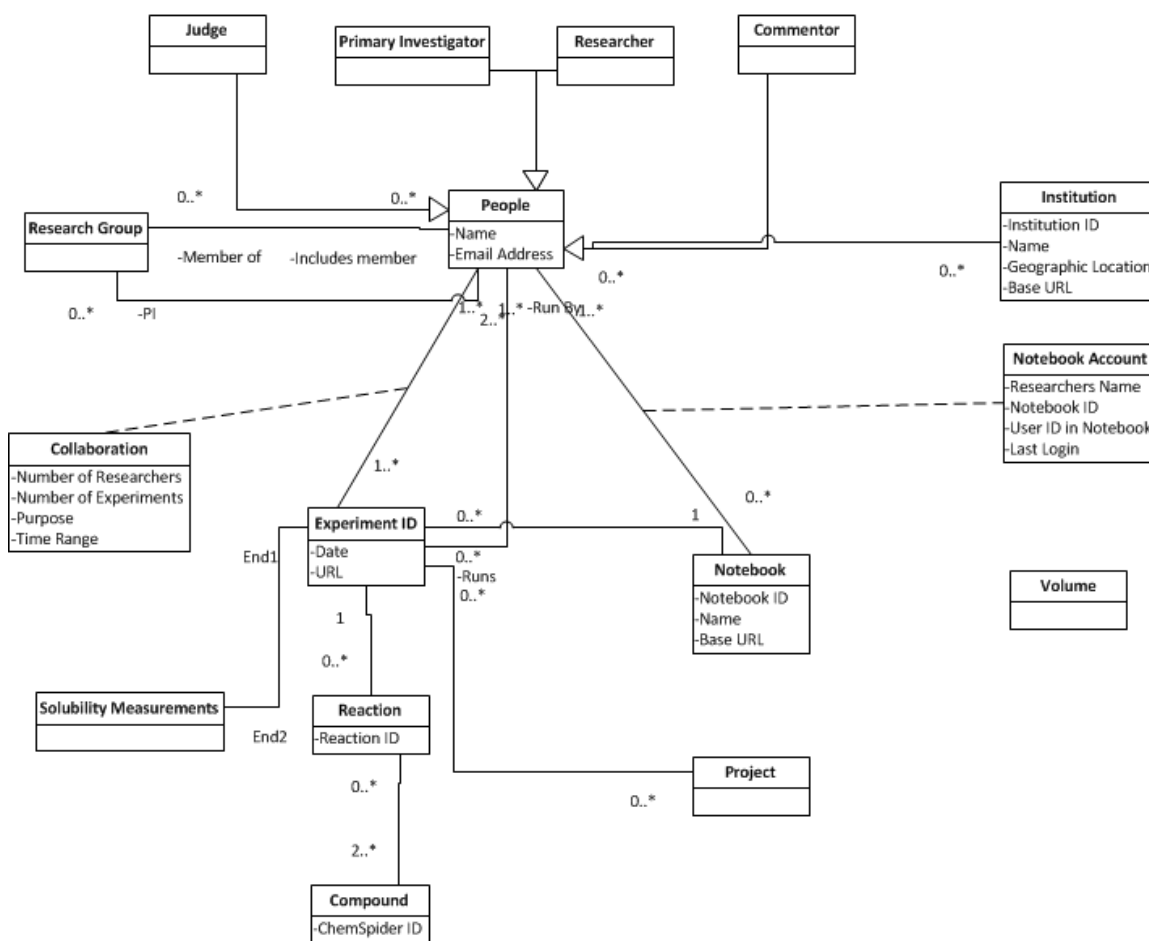 Judge
Primary Investigator
Researcher
Commentor
0..*
0..*
People
-Name
-Email Address
Research Group
-Member of
-Includes member
Institution
-Institution ID
-Name
-Geographic Location
-Base URL
0..*
0..*
0..*
-PI
1..*
2..*
1..*
-Run By
1..*
Notebook Account
-Researchers Name
-Notebook ID
-User ID in Notebook
-Last Login
Collaboration
-Number of Researchers
-Number of Experiments
-Purpose
-Time Range
1..*
0..*
Experiment ID
-Date
-URL
0..*
1
End1
0..*
-Runs
0..*
Notebook
-Notebook ID
-Name
-Base URL
Volume
1
0..*
Solubility Measurements
End2
Reaction
-Reaction ID
0..*
Project
0..*
2..*
Compound
-ChemSpider ID